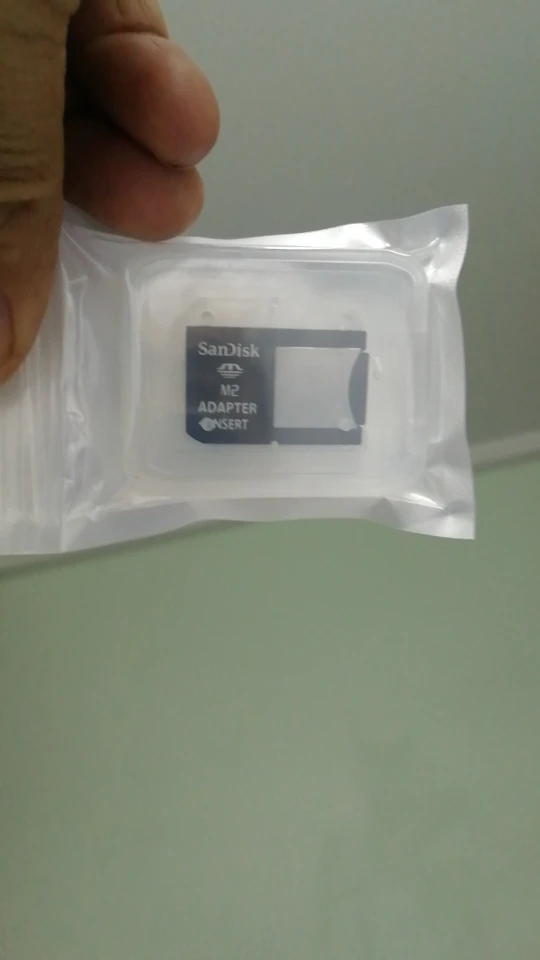 SanDisk
M2
ADAPTER
INSERT